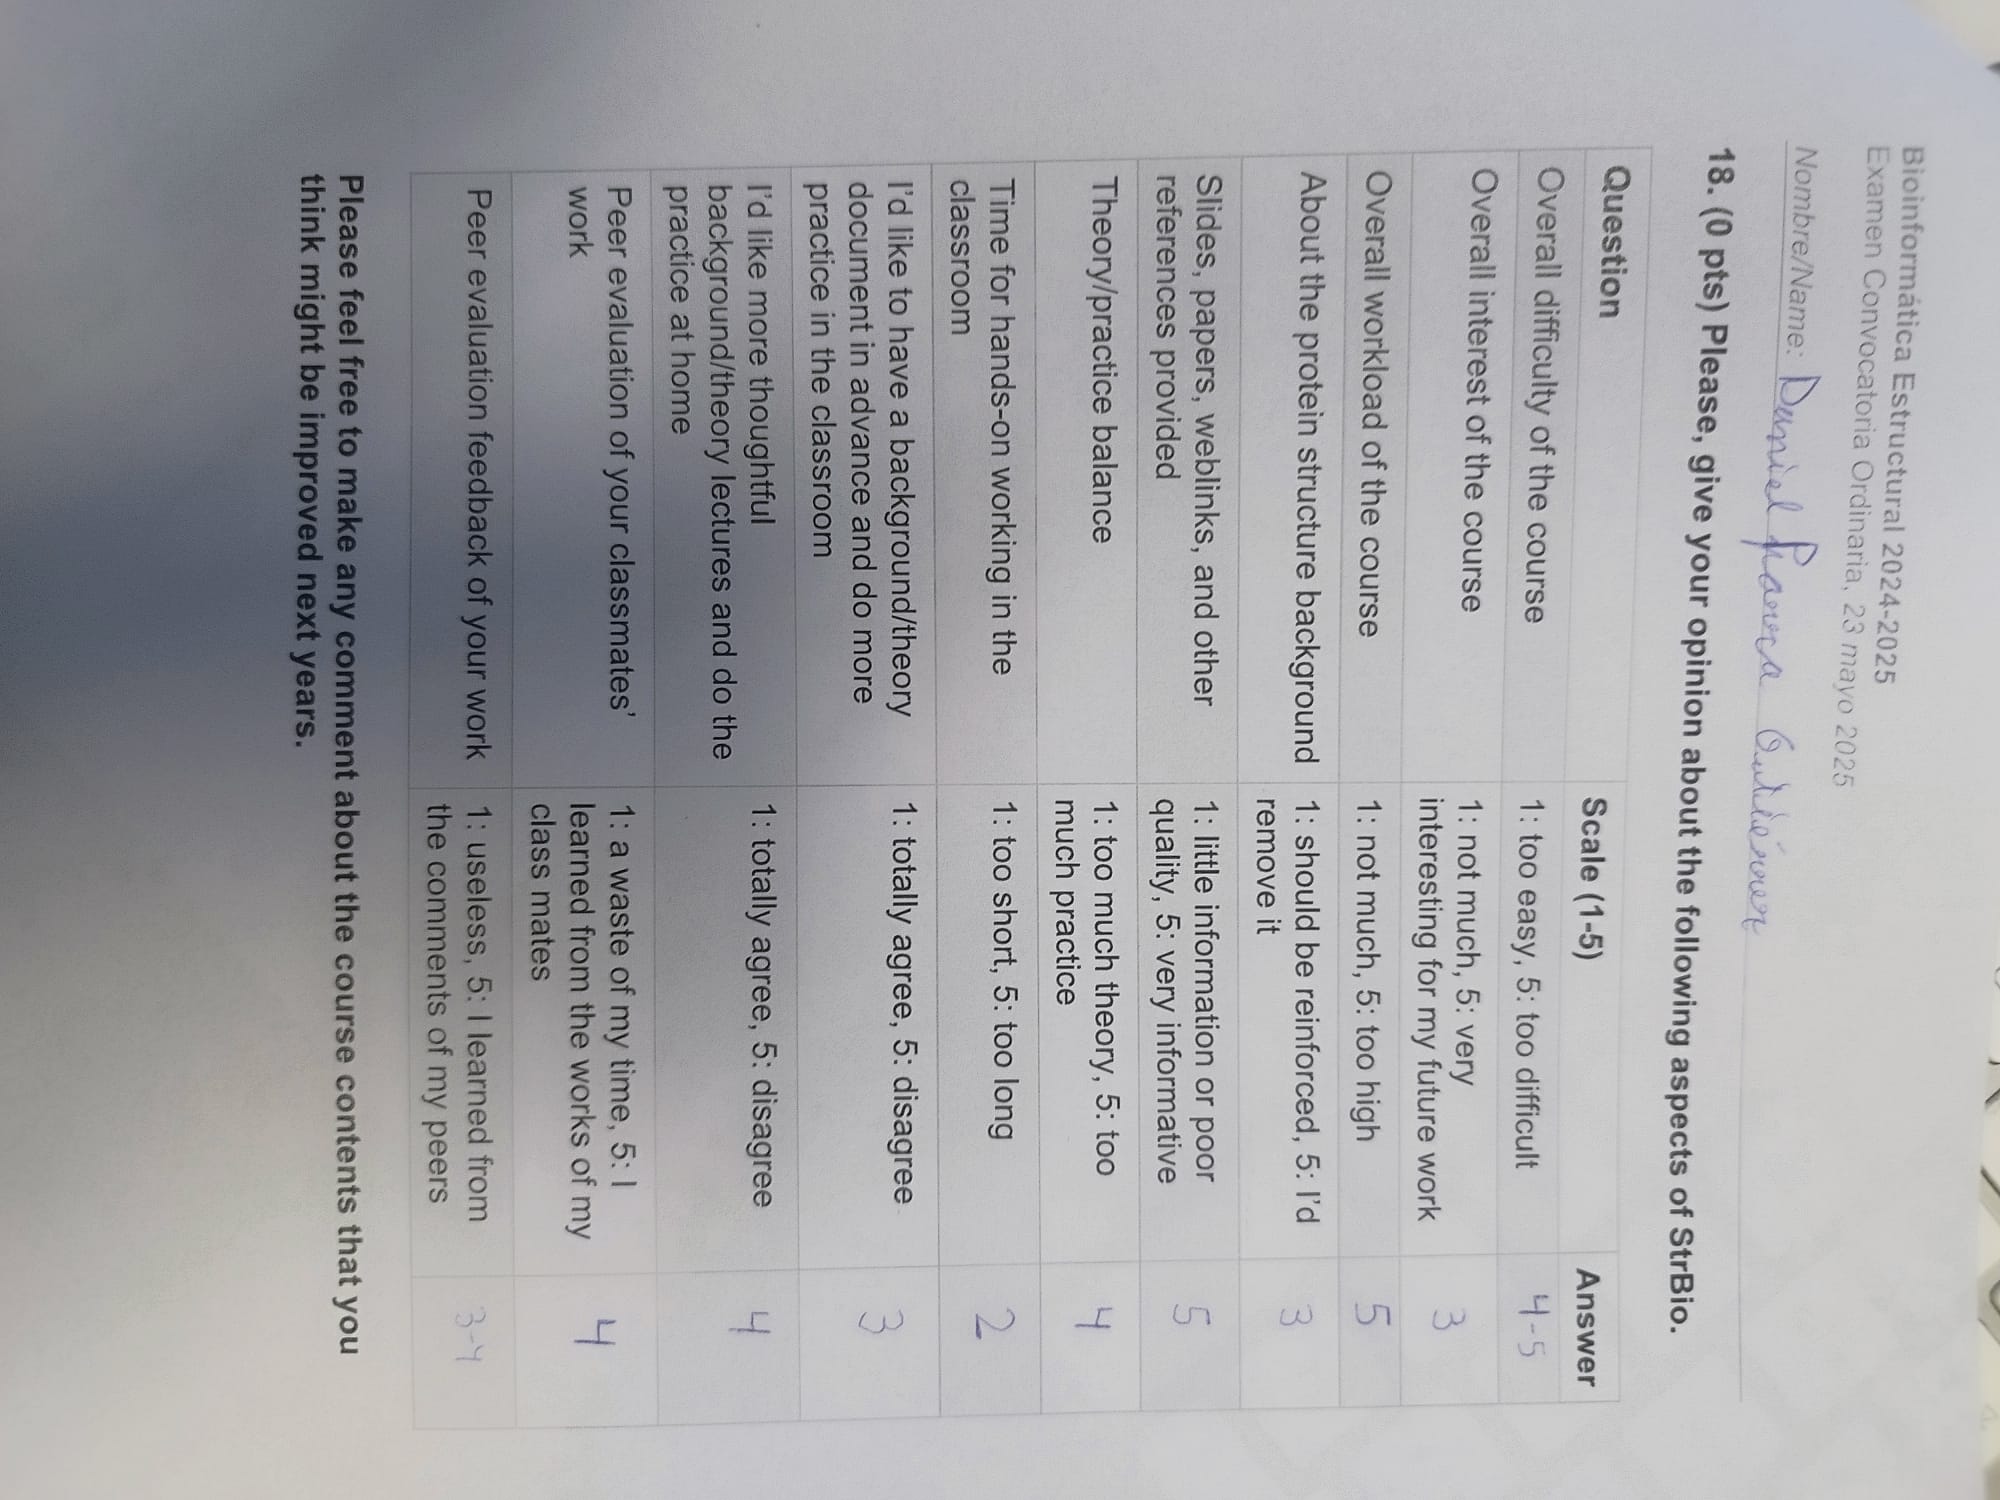 Bioinformática Estructural 2024-2025
Examen Convocatoria Ordinaria, 23 mayo 2025
Nombre/Name: Daniel
18. (0 pts) Please, give your opinion about the following aspects of StrBio.
Question Scale (1-5) Answer
Overall difficulty of the course 1: too easy, 5: too difficult 4-5
Overall interest of the course 1: not much, 5: very
interesting for my future work 3
Overall workload of the course 1: not much, 5: too high 5
About the protein structure background 1: should be reinforced, 5: I'd
remove it 3
Slides, papers, weblinks, and other 1: little information or poor
references provided quality, 5: very informative 5
Theory/practice balance 1: too much theory, 5: too
much practice 4
Time for hands-on working in the 1: too short, 5: too long 2
classroom
I'd like to have a background/theory 1: totally agree, 5: disagree 3
document in advance and do more
practice in the classroom
I'd like more thoughtful 1: totally agree, 5: disagree 4
background/theory lectures and do the
practice at home
Peer evaluation of your classmates' 1: a waste of my time, 5: I
work learned from the works of my 4
class mates
Peer evaluation feedback of your work 1: useless, 5: I learned from
the comments of my peers 3-4
Please feel free to make any comment about the course contents that you
think might be improved next years.